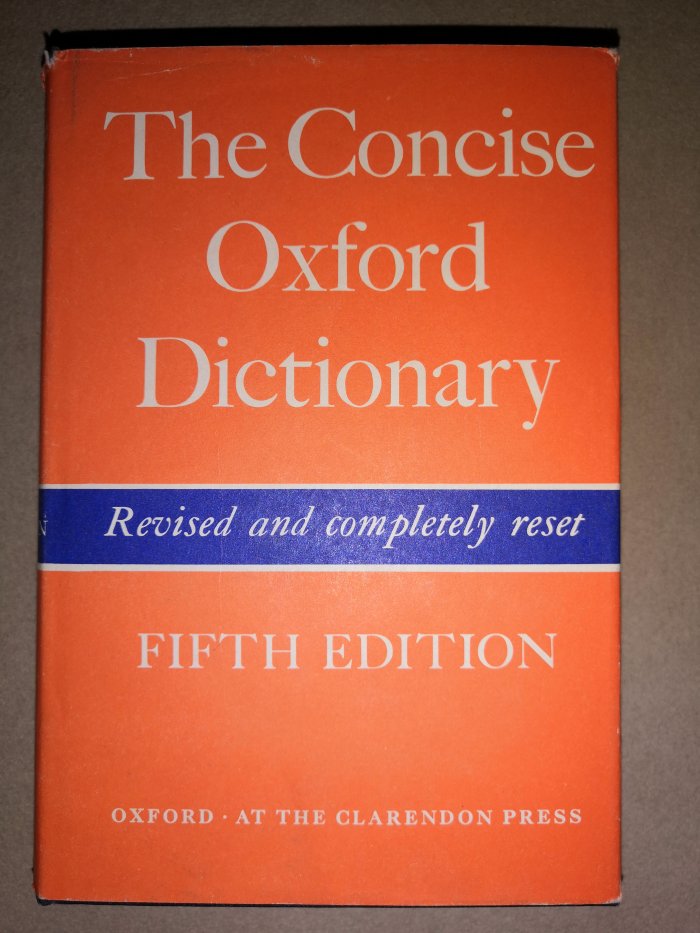 The Concise
Oxford
Dictionary
Revised and completely reset
FIFTH EDITION
OXFORD · AT THE CLARENDON PRESS